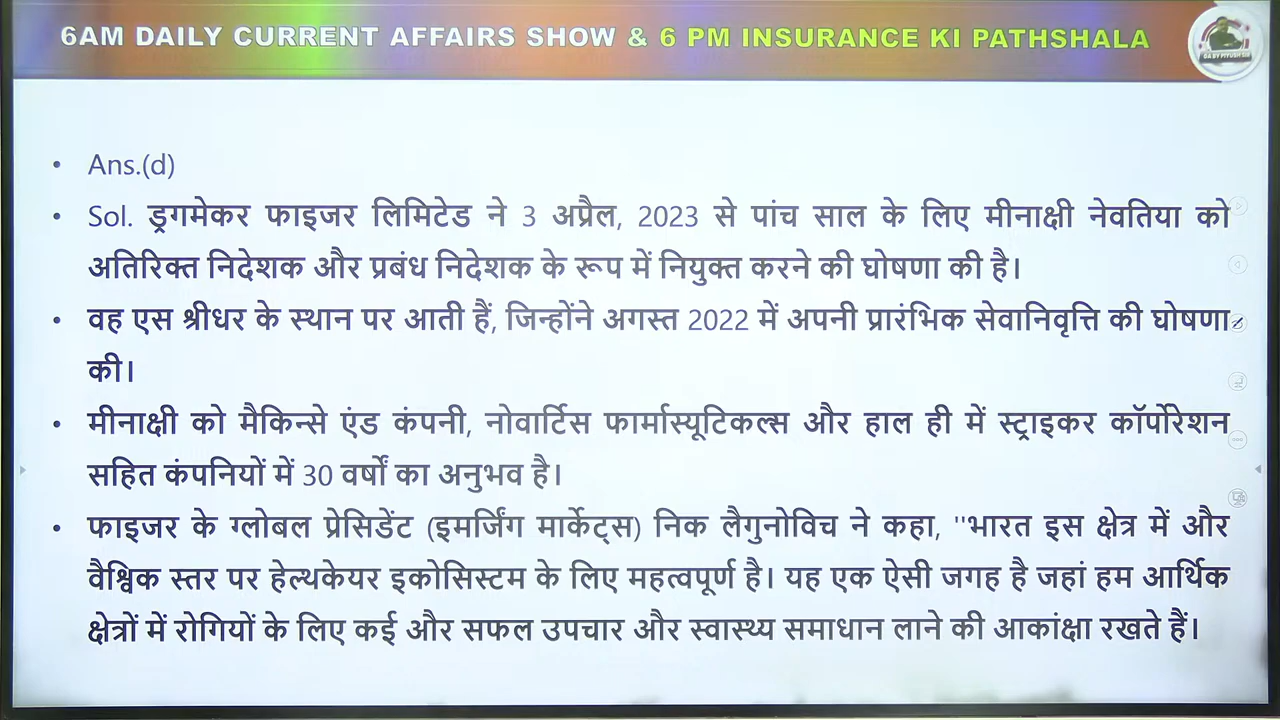 6AM DAILY CURRENT AFFAIRS SHOW & 6 PM INSURANCE KI PATHSHALA
• Ans.(d)
• Sol. ड्रगमेकर फाइजर लिमिटेड ने 3 अप्रैल, 2023 से पांच साल के लिए मीनाक्षी नेवतिया को
अतिरिक्त निदेशक और प्रबंध निदेशक के रूप में नियुक्त करने की घोषणा की है।
• वह एस श्रीधर के स्थान पर आती हैं, जिन्होंने अगस्त 2022 में अपनी प्रारंभिक सेवानिवृत्ति की घोषणा
की।
• मीनाक्षी को मैकिन्से एंड कंपनी, नोवार्टिस फार्मास्यूटिकल्स और हाल ही में स्ट्राइकर कॉर्पोरेशन
सहित कंपनियों में 30 वर्षों का अनुभव है।
• फाइजर के ग्लोबल प्रेसिडेंट (इमर्जिंग मार्केट्स) निक लैगुनोविच ने कहा, ''भारत इस क्षेत्र में और
वैश्विक स्तर पर हेल्थकेयर इकोसिस्टम के लिए महत्वपूर्ण है। यह एक ऐसी जगह है जहां हम आर्थिक
क्षेत्रों में रोगियों के लिए कई और सफल उपचार और स्वास्थ्य समाधान लाने की आकांक्षा रखते हैं।